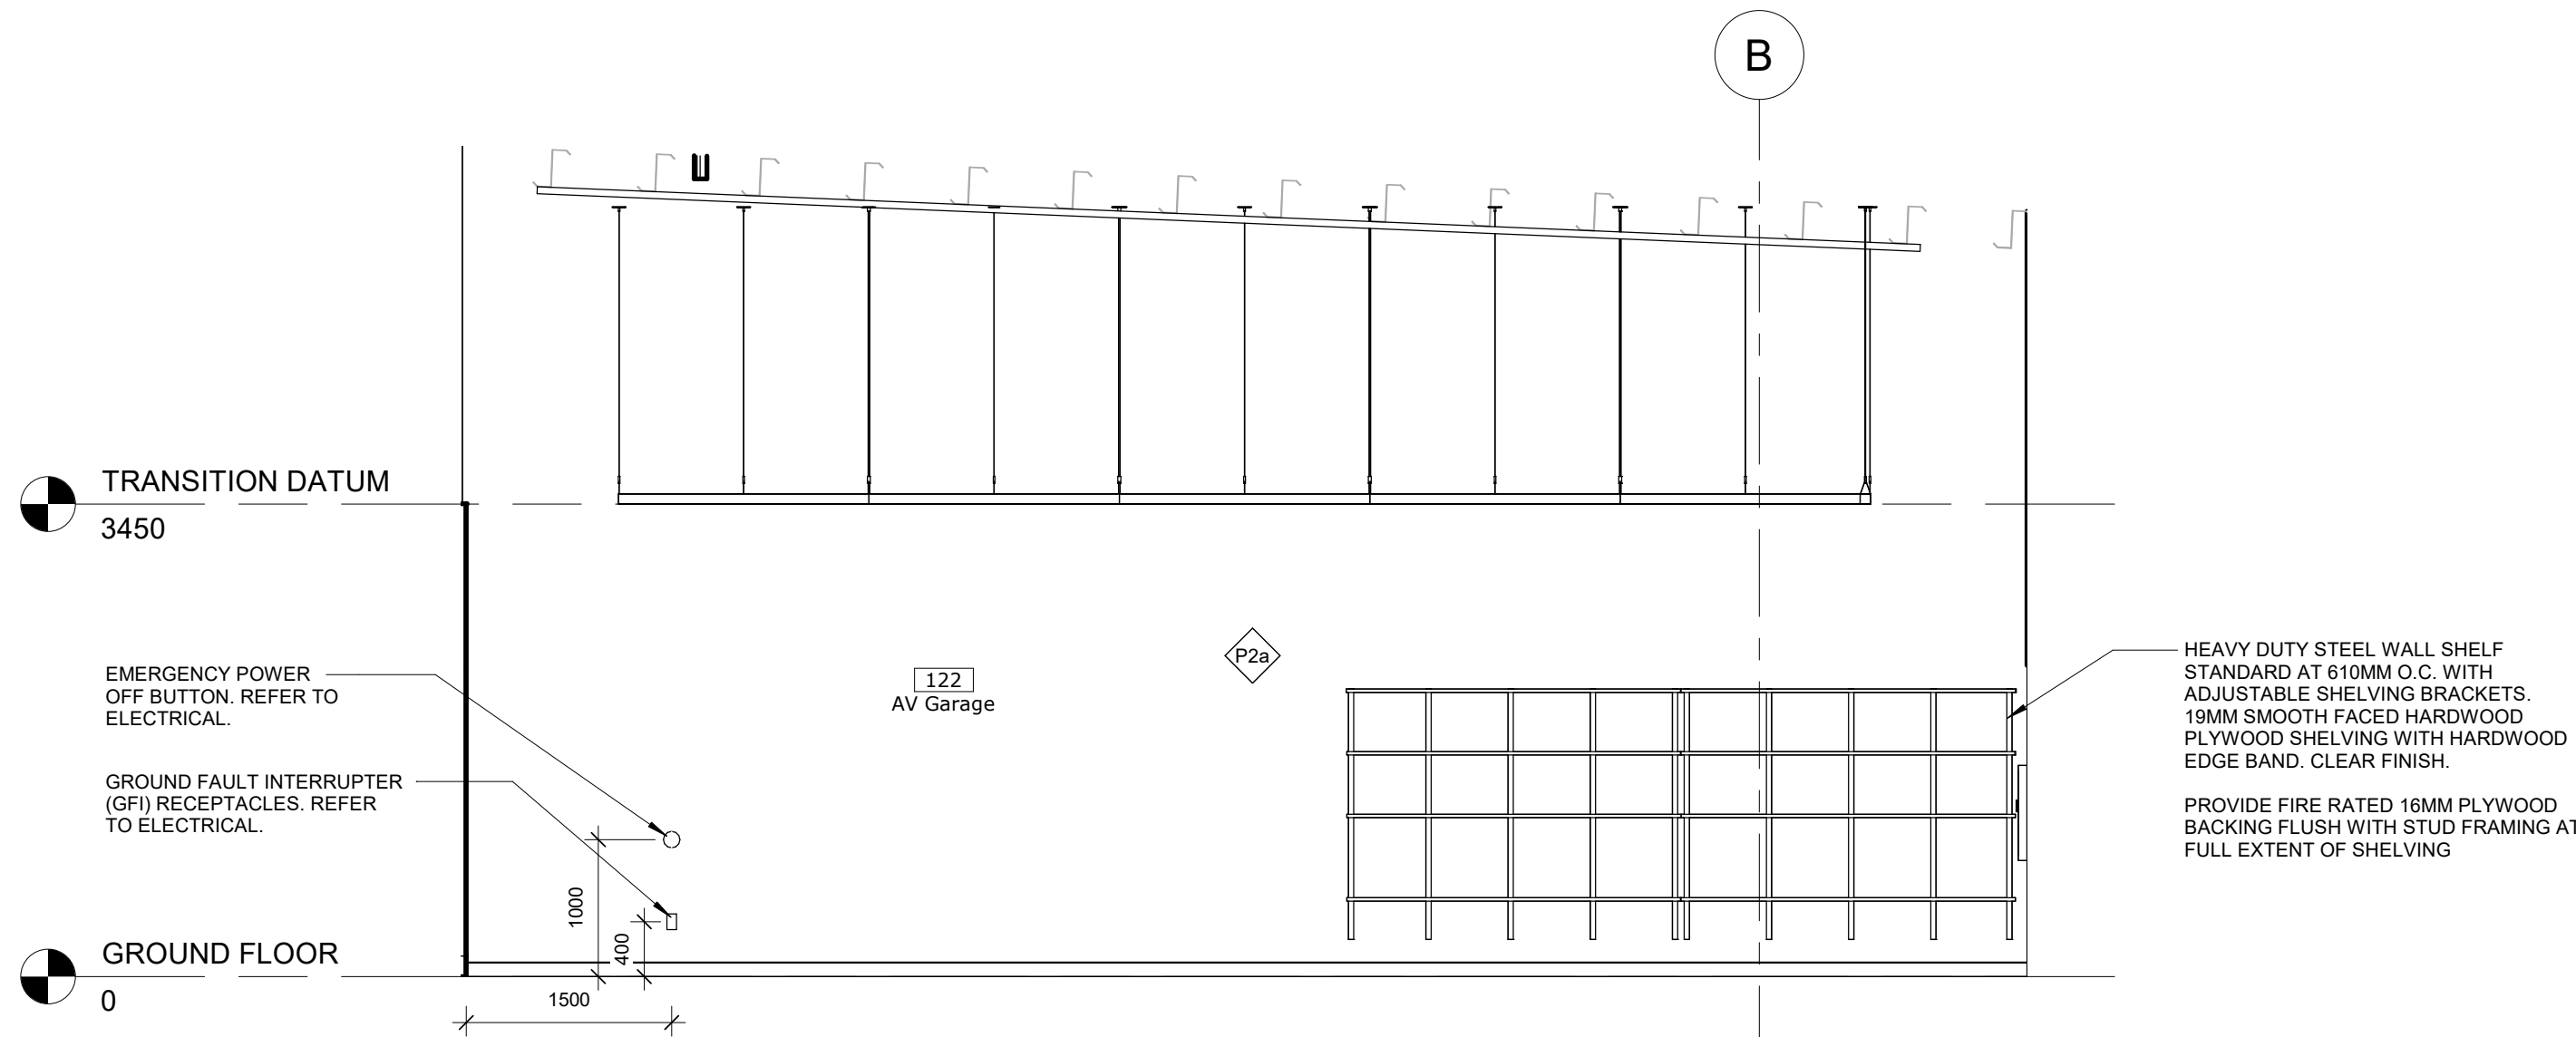 B
TRANSITION DATUM
3450
EMERGENCY POWER
OFF BUTTON. REFER TO
ELECTRICAL.
122
AV Garage
P2a
HEAVY DUTY STEEL WALL SHELF
STANDARD AT 610MM O.C. WITH
ADJUSTABLE SHELVING BRACKETS.
19MM SMOOTH FACED HARDWOOD
PLYWOOD SHELVING WITH HARDWOOD
EDGE BAND. CLEAR FINISH.
PROVIDE FIRE RATED 16MM PLYWOOD
BACKING FLUSH WITH STUD FRAMING AT
FULL EXTENT OF SHELVING
GROUND FAULT INTERRUPTER
(GFI) RECEPTACLES. REFER
TO ELECTRICAL.
1000
400
GROUND FLOOR
0
1500